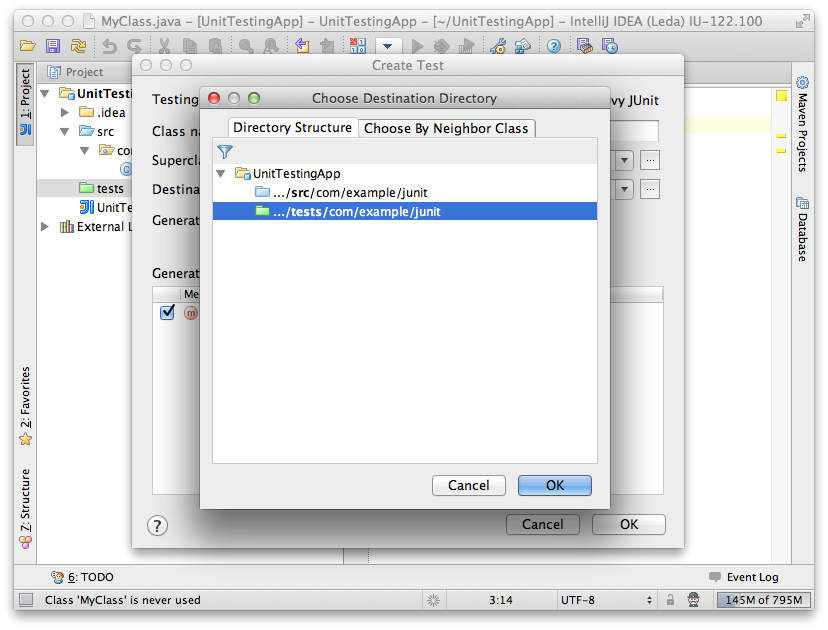 MyClass.java - [UnitTestingApp] - UnitTestingApp - [~/UnitTestingApp] - IntelliJ IDEA (Leda) IU-122.100
Project
Create Test
1: Project
UnitTesti
.idea
src
co
C
tests
UnitTe
External L
Testing
vy JUnit
Class na
Supercla
...
Destina
...
Generat
Generat
Me
m
Choose Destination Directory
Directory Structure
Choose By Neighbor Class
UnitTestingApp
.../src/com/example/junit
.../tests/com/example/junit
Cancel
OK
?
Cancel
OK
Maven Projects
Database
2: Favorites
7: Structure
6: TODO
Event Log
Class 'MyClass' is never used
3:14
UTF-8
145M of 795M